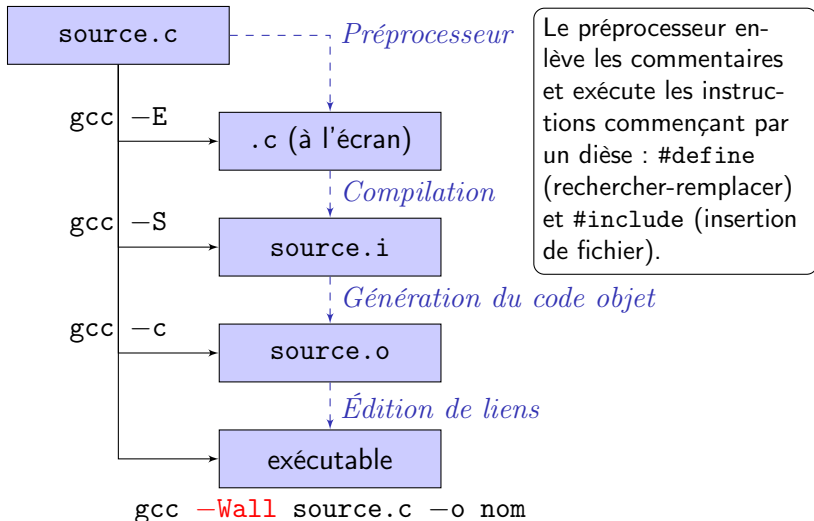 source.c
Préprocesseur
Le préprocesseur en-
lève les commentaires
et exécute les instruc-
tions commençant par
un dièse : #define
(rechercher-remplacer)
et #include (insertion
de fichier).
gcc −E
.c (à l'écran)
Compilation
gcc −S
source.i
Génération du code objet
gcc −c
source.o
Édition de liens
exécutable
gcc −Wall source.c −o nom